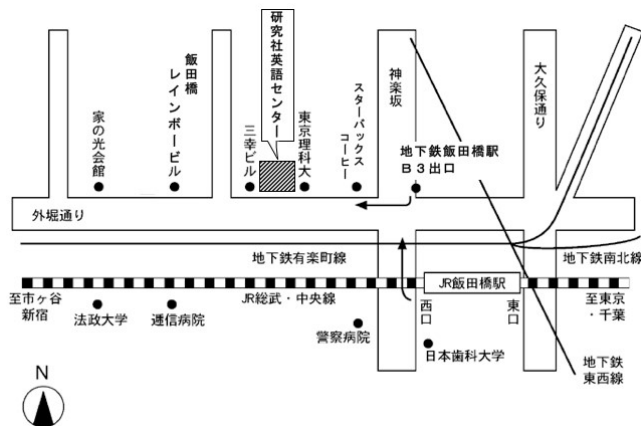 家の光会館
飯田橋
レインボービル
研究社英語センター
三幸ビル
東京理科大
スターバックス
コーヒー
神楽坂
大久保通り
地下鉄飯田橋駅
B3出口
外堀通り
地下鉄有楽町線
地下鉄南北線
至市ヶ谷
新宿
JR総武・中央線
JR飯田橋駅
至東京
・千葉
法政大学
逓信病院
警察病院
西口
東口
日本歯科大学
地下鉄
東西線
N